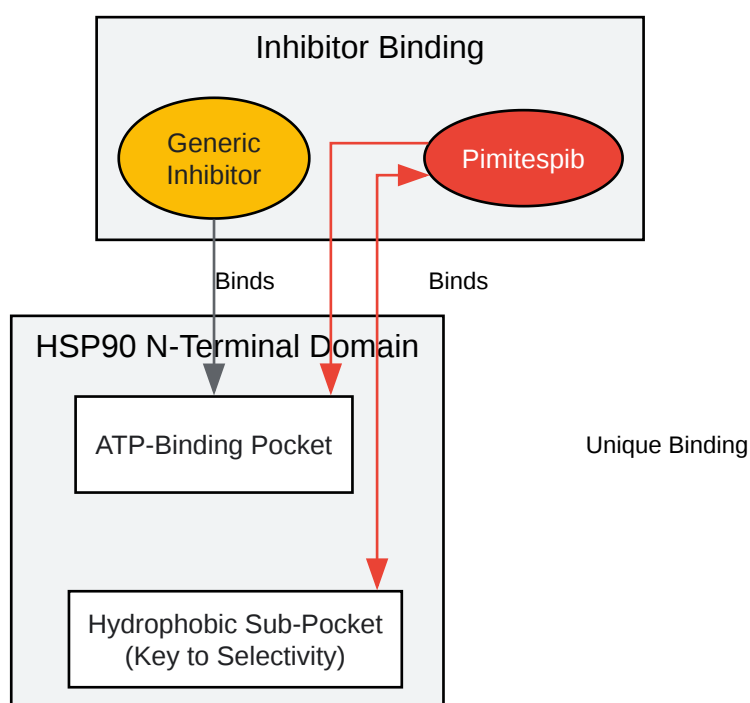 Inhibitor Binding
Generic
Inhibitor
Pimitespib
Binds
Binds
HSP90 N-Terminal Domain
ATP-Binding Pocket
Unique Binding
Hydrophobic Sub-Pocket
(Key to Selectivity)